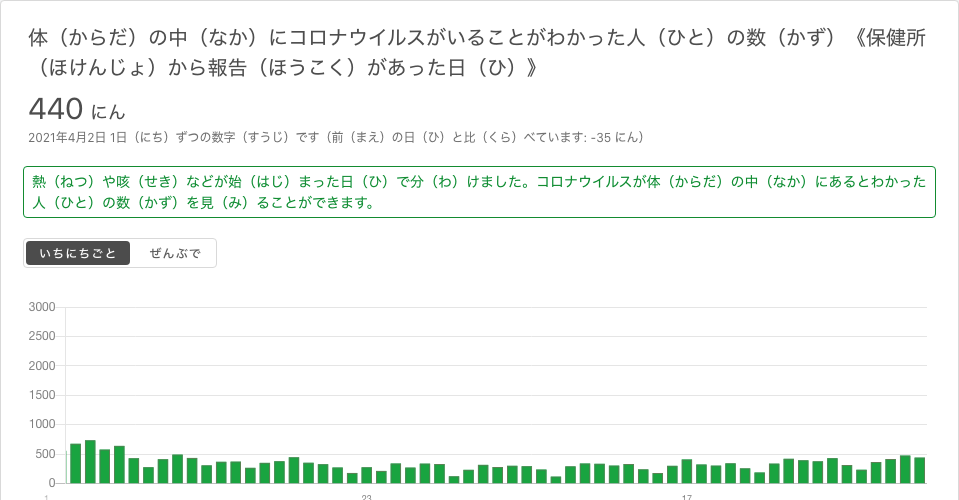 体（からだ）の中（なか）にコロナウイルスがいることがわかった人（ひと）の数（かず）《保健所
（ほけんじょ）から報告（ほうこく）があった日（ひ）》
440 にん
2021年4月2日 1日（にち）ずつの数字（すうじ）です（前（まえ）の日（ひ）と比（くら）べています: -35 にん）
熱（ねつ）や咳（せき）などが始（はじ）まった日（ひ）で分（わ）けました。コロナウイルスが体（からだ）の中（なか）にあるとわかった
人（ひと）の数（かず）を見（み）ることができます。
いちにちごと ぜんぶで
3000
2500
2000
1500
1000
500
0
1 23 17